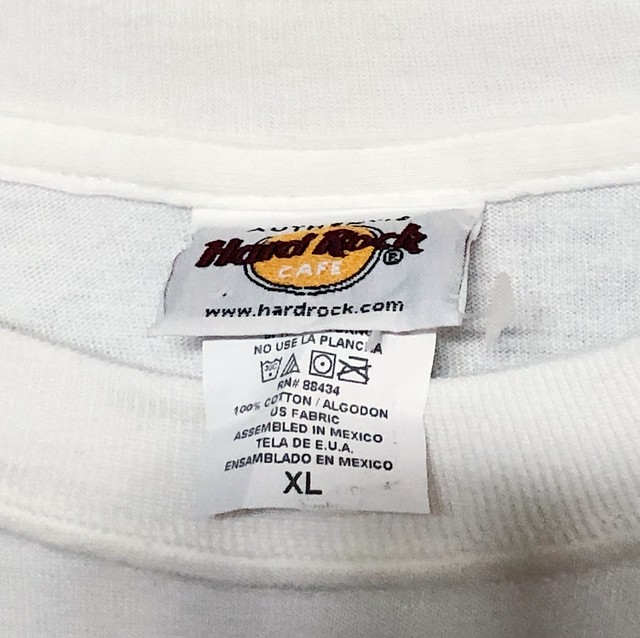 Hard Rock
CAFE ®
www.hardrock.com
NO USE LA PLANCHA
30C
RN# 88434
100% COTTON / ALGODON
US FABRIC
ASSEMBLED IN MEXICO
TELA DE E.U.A.
ENSAMBLADO EN MEXICO
XL